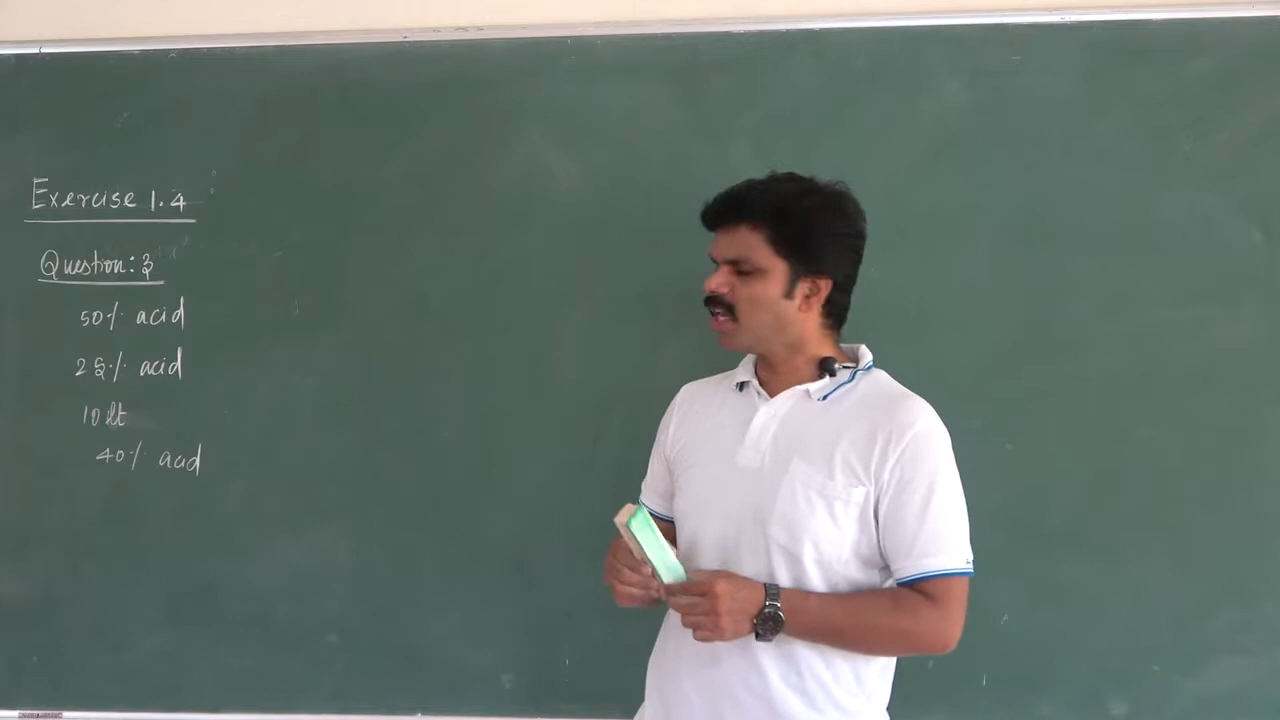 Exercise 1.4
Question: 3
50% acid
25% acid
10 lt
40% acid